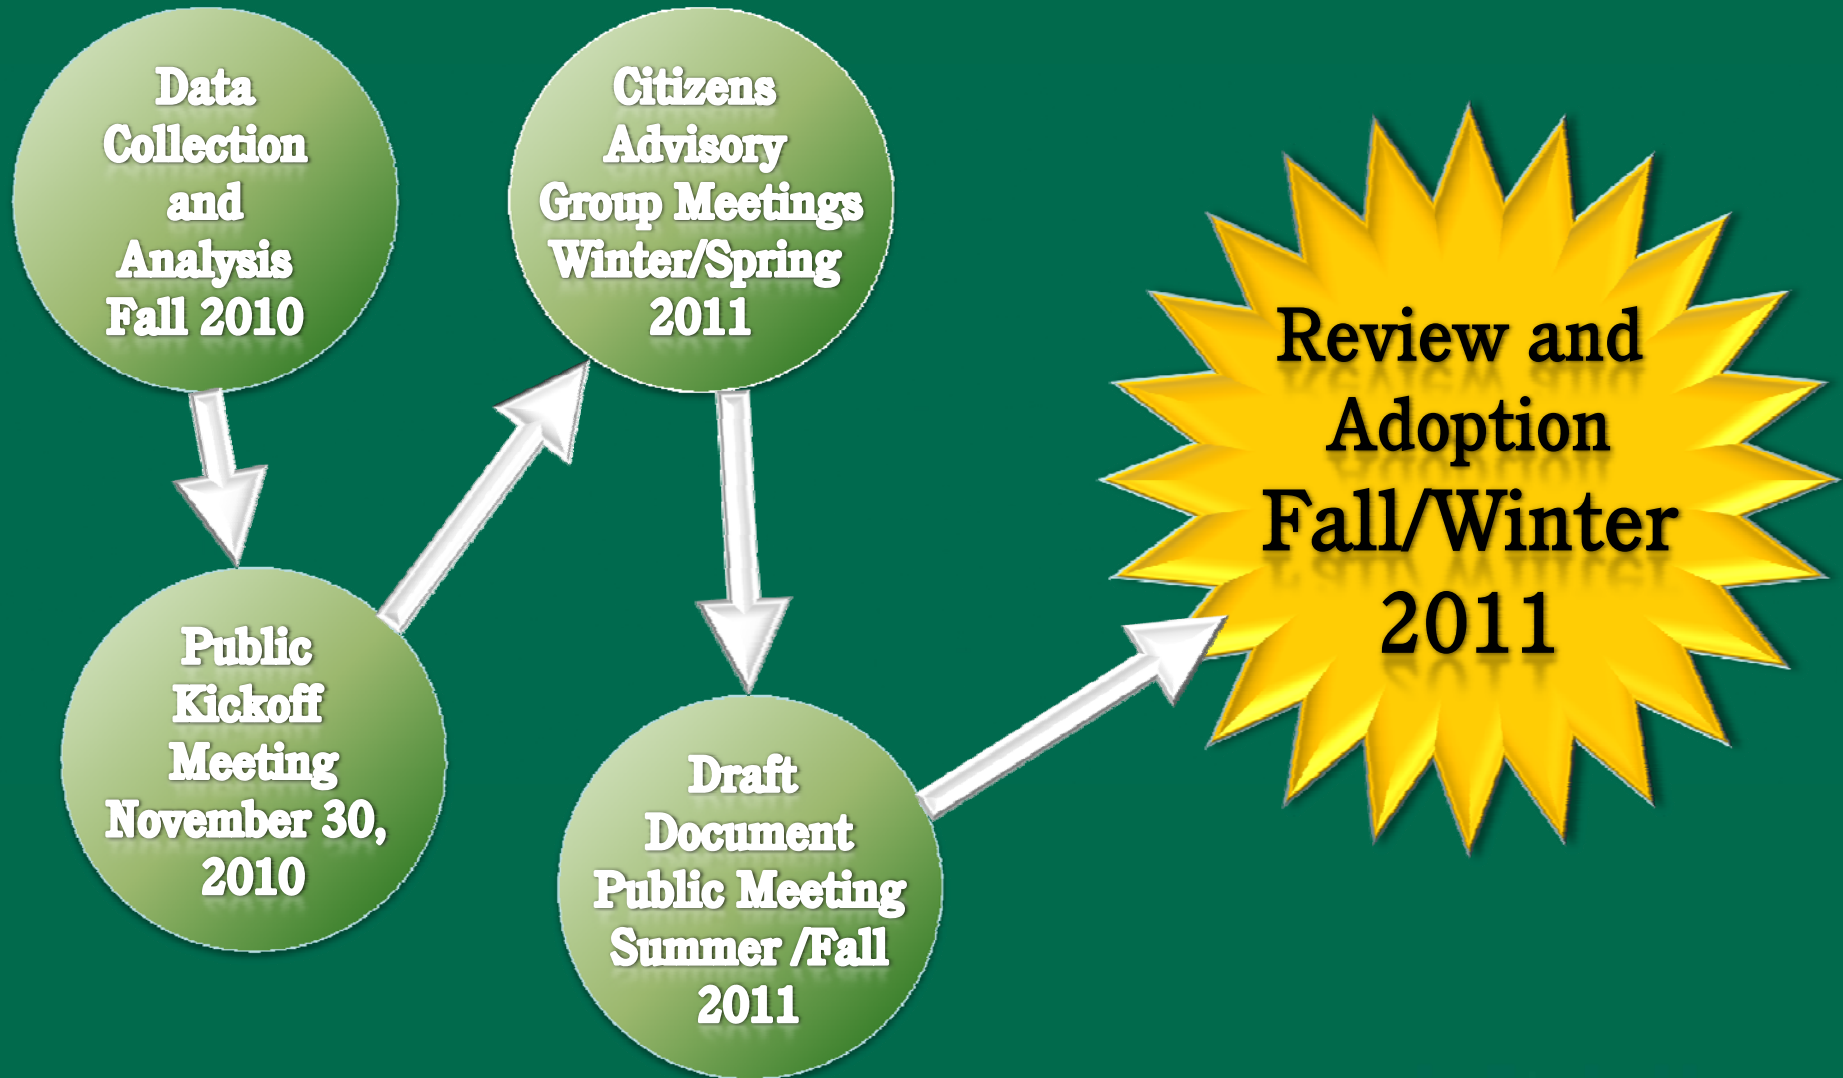 Data
Collection
and
Analysis
Fall 2010
Public
Kickoff
Meeting
November 30,
2010
Citizens
Advisory
Group Meetings
Winter/Spring
2011
Draft
Document
Public Meeting
Summer /Fall
2011
Review and
Adoption
Fall/Winter
2011